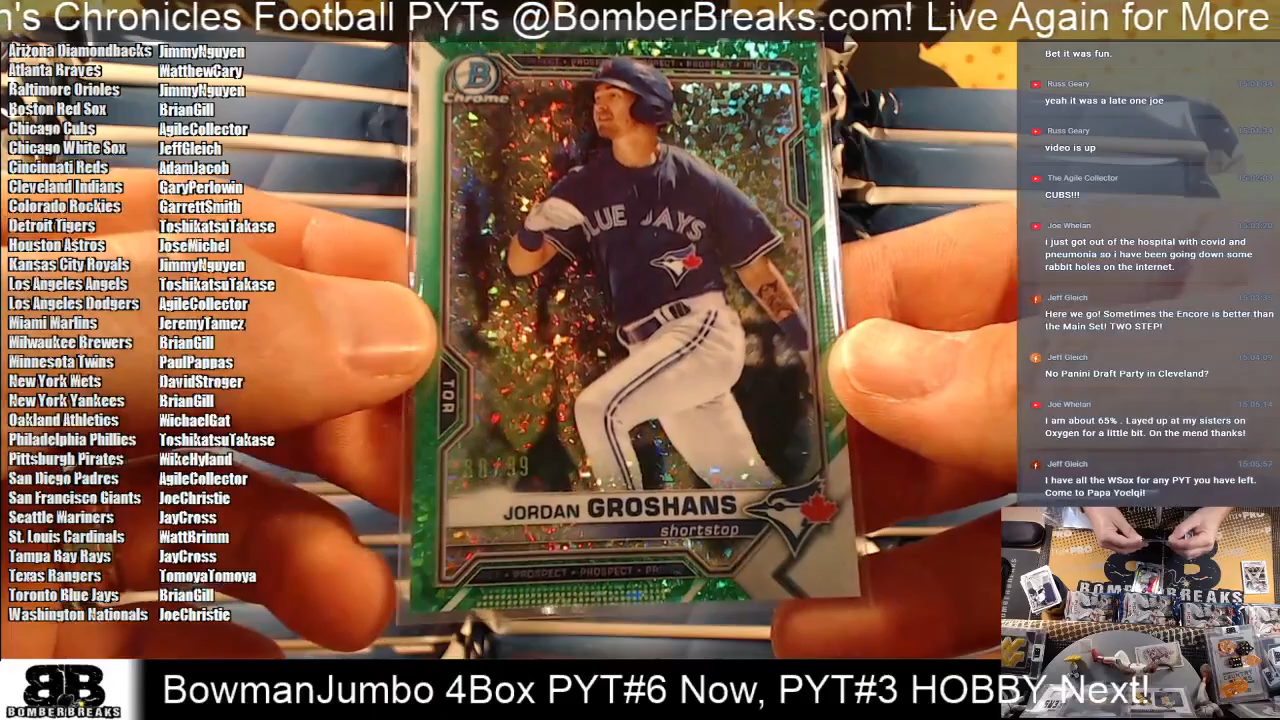 n's Chronicles Football PYTs @BomberBreaks.com! Live Again for More
Arizona Diamondbacks JimmyNguyen
Atlanta Braves MatthewCary
Baltimore Orioles JimmyNguyen
Boston Red Sox BrianGill
Chicago Cubs AgileCollector
Chicago White Sox JeffGleich
Cincinnati Reds AdamJacob
Cleveland Indians GaryPerlowin
Colorado Rockies GarrettSmith
Detroit Tigers ToshikatsuTakase
Houston Astros JoseMichel
Kansas City Royals JimmyNguyen
Los Angeles Angels ToshikatsuTakase
Los Angeles Dodgers AgileCollector
Miami Marlins JeremyTamez
Milwaukee Brewers BrianGill
Minnesota Twins PaulPappas
New York Mets DavidStroger
New York Yankees BrianGill
Oakland Athletics MichaelGat
Philadelphia Phillies ToshikatsuTakase
Pittsburgh Pirates MikeHyland
San Diego Padres AgileCollector
San Francisco Giants JoeChristie
Seattle Mariners JayCross
St. Louis Cardinals MattBrimm
Tampa Bay Rays JayCross
Texas Rangers TomoyaTomoya
Toronto Blue Jays BrianGill
Washington Nationals JoeChristie
B
Chrome
BLUE JAYS
TOR
JORDAN GROSHANS
shortstop
PROSPECT • PROSPECT
Bet it was fun.
Russ Geary
yeah it was a late one joe
Russ Geary
video is up
The Agile Collector
CUBS!!!
Joe Whelan
i just got out of the hospital with covid and
pneumonia so i have been going down some
rabbit holes on the internet.
Jeff Gleich
Here we go! Sometimes the Encore is better than
the Main Set! TWO STEP!
Jeff Gleich
No Panini Draft Party in Cleveland?
Joe Whelan
I am about 65% . Layed up at my sisters on
Oxygen for a little bit. On the mend thanks!
Jeff Gleich
15:05:57
I have all the WSox for any PYT you have left.
Come to Papa Yoelqi!
BOMBERBREAKS
BOMBERBREAKS
BowmanJumbo 4Box PYT#6 Now, PYT#3 HOBBY Next!